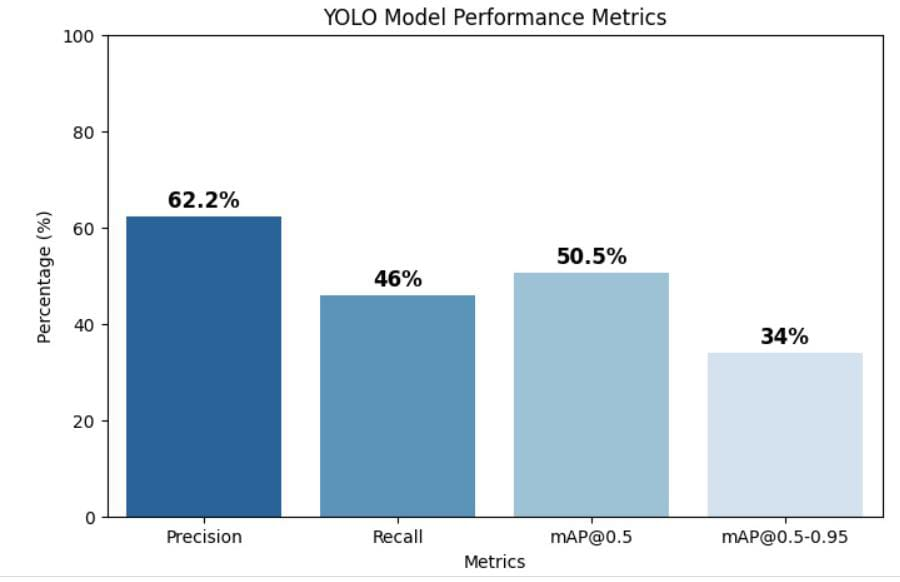 YOLO Model Performance Metrics
100
80
60
40
20
0
Percentage (%)
62.2%
46%
50.5%
34%
Precision
Recall
mAP@0.5
mAP@0.5-0.95
Metrics